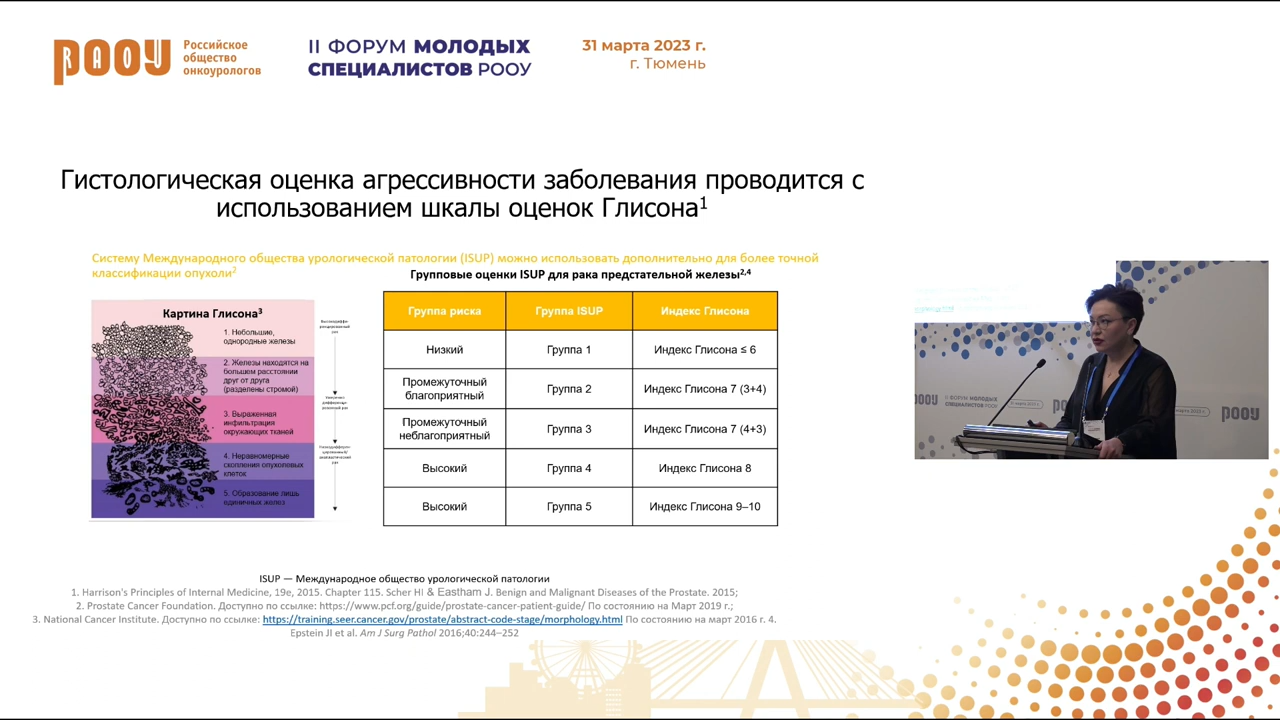 РООУ
RAOU
Российское
общество
онкоурологов
II ФОРУМ МОЛОДЫХ
СПЕЦИАЛИСТОВ РООУ
31 марта 2023 г.
г. Тюмень
Гистологическая оценка агрессивности заболевания проводится с
использованием шкалы оценок Глисона1
Систему Международного общества урологической патологии (ISUP) можно использовать дополнительно для более точной
классификации опухоли2
Групповые оценки ISUP для рака предстательной железы2,4
Картина Глисона3
1. Небольшие,
однородные железы
2. Железы находятся на
большем расстоянии
друг от друга
(разделены стромой)
3. Выраженная
инфильтрация
окружающих тканей
4. Неравномерные
скопления опухоловых
клеток
5. Образование лишь
единичных желез
Группа риска Группа ISUP Индекс Глисона
Низкий Группа 1 Индекс Глисона ≤ 6
Промежуточный
благоприятный Группа 2 Индекс Глисона 7 (3+4)
Промежуточный
неблагоприятный Группа 3 Индекс Глисона 7 (4+3)
Высокий Группа 4 Индекс Глисона 8
Высокий Группа 5 Индекс Глисона 9–10
II ФОРУМ МОЛОДЫХ
СПЕЦИАЛИСТОВ РООУ
РООУ
ISUP — Международное общество урологической патологии
1. Harrison's Principles of Internal Medicine, 19e, 2015. Chapter 115. Scher HI & Eastham J. Benign and Malignant Diseases of the Prostate. 2015;
2. Prostate Cancer Foundation. Доступно по ссылке: https://www.pcf.org/guide/prostate-cancer-patient-guide/ По состоянию на Март 2019 г.;
3. National Cancer Institute. Доступно по ссылке: https://training.seer.cancer.gov/prostate/abstract-code-stage/morphology.html По состоянию на март 2016 г. 4.
Epstein JI et al. Am J Surg Pathol 2016;40:244–252